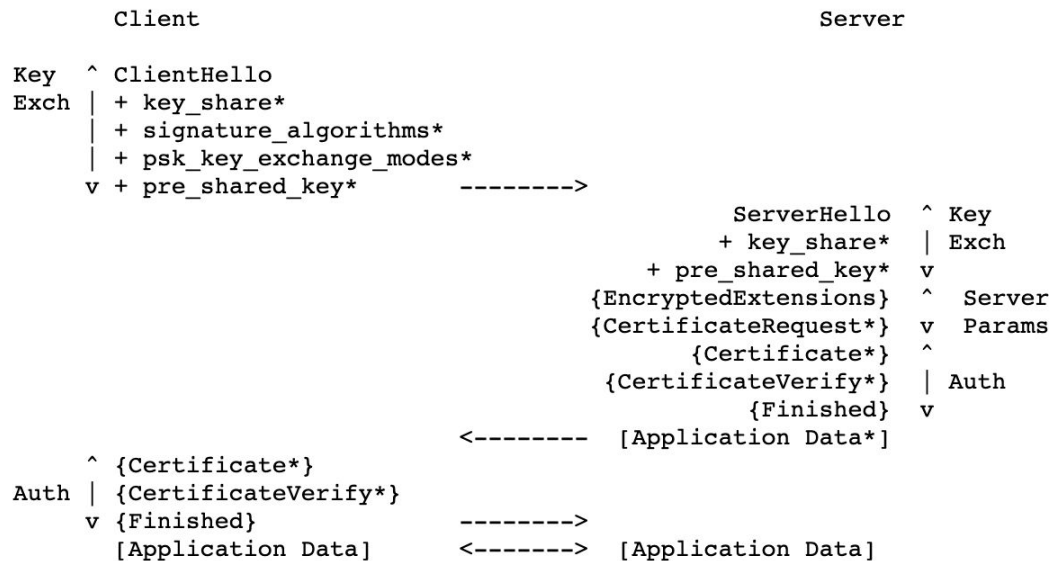 Client                                               Server

Key  ^ ClientHello
Exch | + key_share*
     | + signature_algorithms*
     | + psk_key_exchange_modes*
     v + pre_shared_key*       -------->
                                                ServerHello  ^ Key
                                               + key_share*  | Exch
                                          + pre_shared_key*  v
                                      {EncryptedExtensions}  ^  Server
                                      {CertificateRequest*}  v  Params
                                             {Certificate*}  ^
                                       {CertificateVerify*}  | Auth
                                                 {Finished}  v
                               <--------  [Application Data*]
     ^ {Certificate*}
Auth | {CertificateVerify*}
     v {Finished}              -------->
       [Application Data]      <------->  [Application Data]